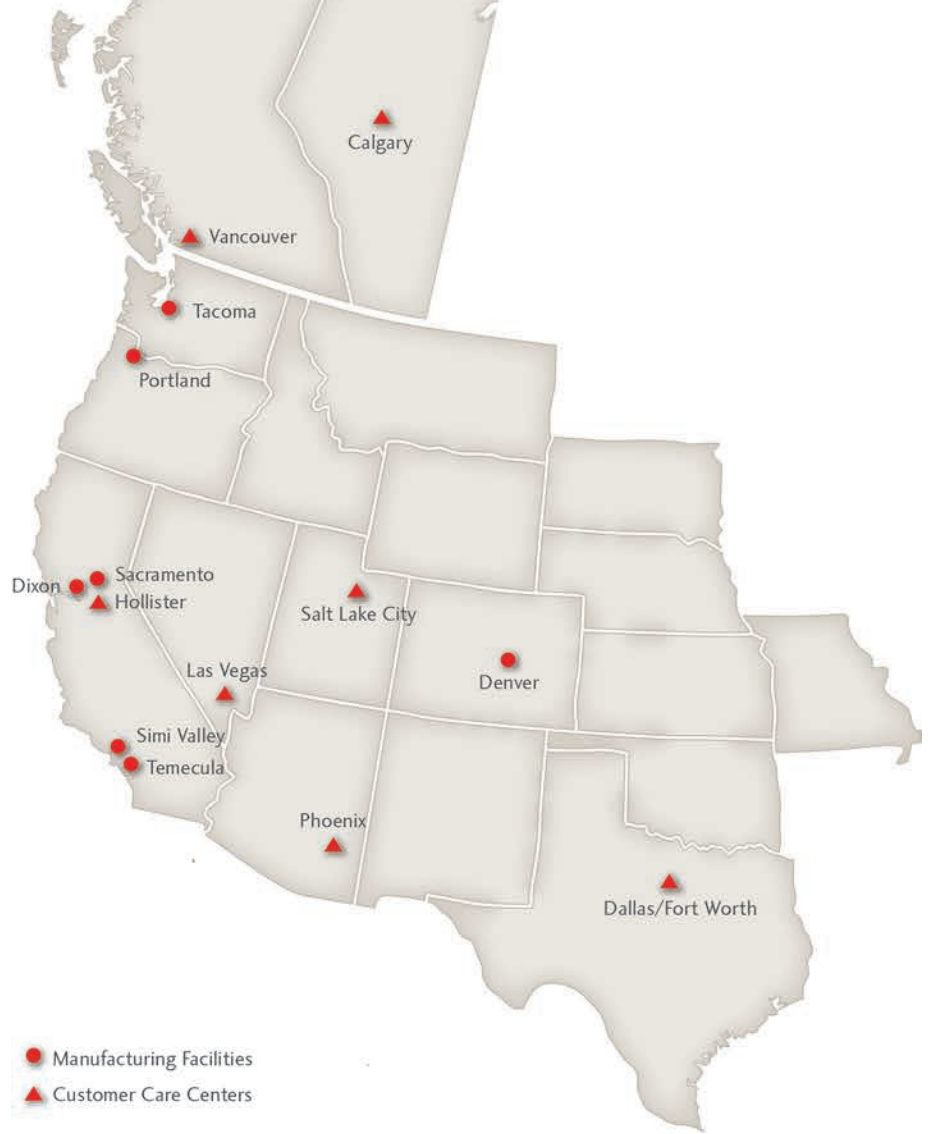 Calgary
Vancouver
Tacoma
Portland
Sacramento
Dixon
Hollister
Salt Lake City
Las Vegas
Denver
Simi Valley
Temecula
Phoenix
Dallas/Fort Worth
Manufacturing Facilities
Customer Care Centers